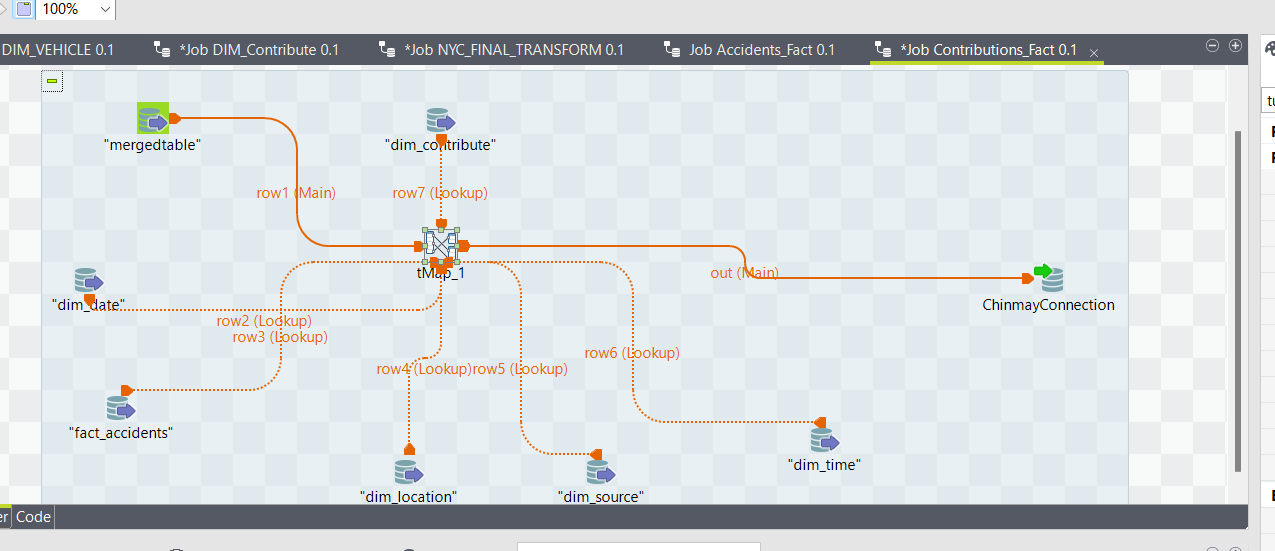 100%
DIM_VEHICLE 0.1
*Job DIM_Contribute 0.1
*Job NYC_FINAL_TRANSFORM 0.1
Job Accidents_Fact 0.1
*Job Contributions_Fact 0.1
"mergedtable"
"dim_contribute"
row1 (Main)
row7 (Lookup)
tMap_1
out (Main)
"dim_date"
ChinmayConnection
row2 (Lookup)
row3 (Lookup)
row6 (Lookup)
row4 (Lookup)
row5 (Lookup)
"fact_accidents"
"dim_time"
"dim_location"
"dim_source"
er
Code